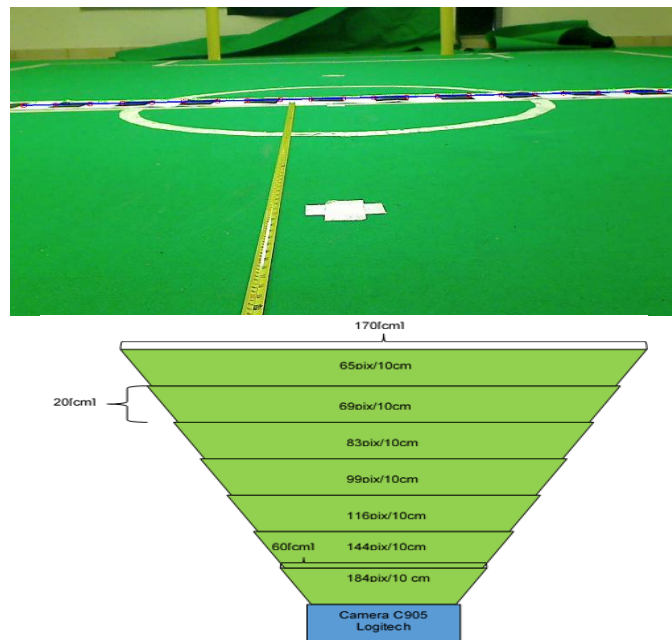 170[cm]
65pix/10cm
20[cm]
69pix/10cm
83pix/10cm
99pix/10cm
116pix/10cm
60[cm]
144pix/10cm
184pix/10 cm
Camera C905
Logitech